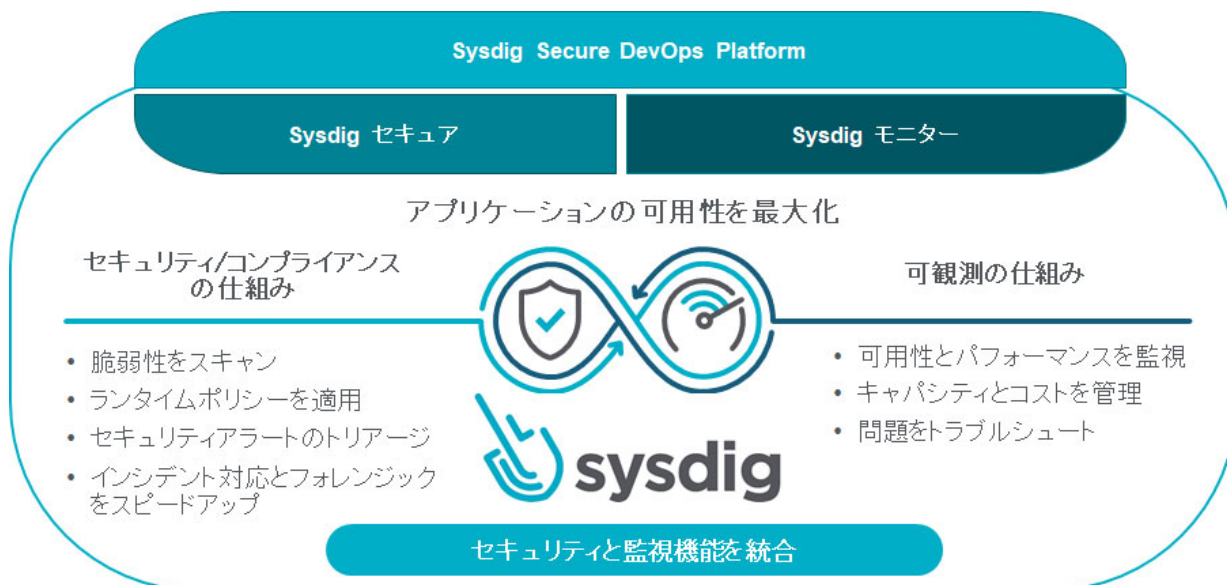 Sysdig Secure DevOps Platform
Sysdig セキュア
Sysdig モニター
アプリケーションの可用性を最大化
セキュリティ/コンプライアンス
の仕組み
• 脆弱性をスキャン
• ランタイムポリシーを適用
• セキュリティアラートのトリアージ
• インシデント対応とフォレンジック
をスピードアップ
可観測の仕組み
• 可用性とパフォーマンスを監視
• キャパシティとコストを管理
• 問題をトラブルシュート
sysdig
セキュリティと監視機能を統合